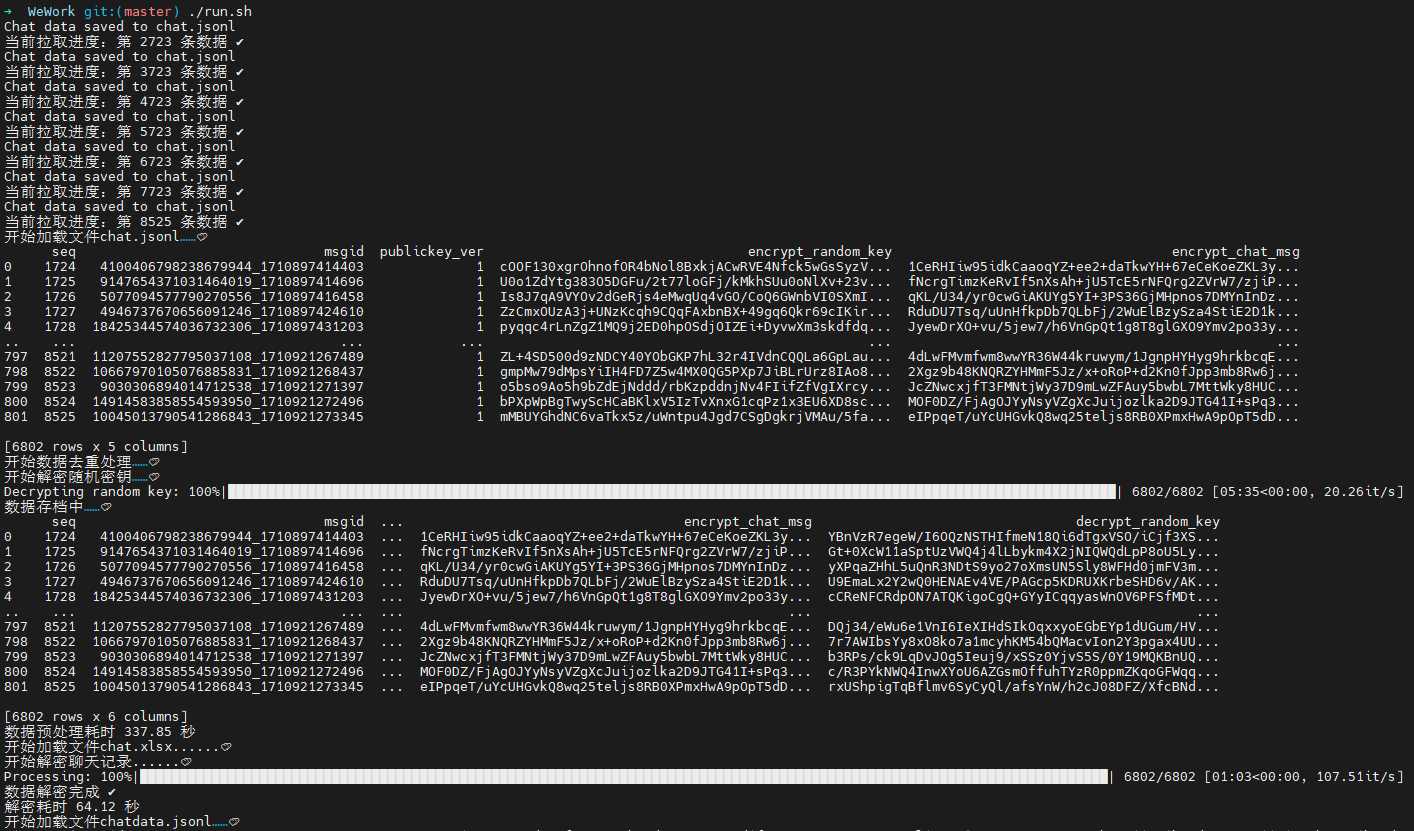 ➜  WeWork git:(master) ./run.sh
Chat data saved to chat.jsonl
当前拉取进度：第 2723 条数据 ✔
Chat data saved to chat.jsonl
当前拉取进度：第 3723 条数据 ✔
Chat data saved to chat.jsonl
当前拉取进度：第 4723 条数据 ✔
Chat data saved to chat.jsonl
当前拉取进度：第 5723 条数据 ✔
Chat data saved to chat.jsonl
当前拉取进度：第 6723 条数据 ✔
Chat data saved to chat.jsonl
当前拉取进度：第 7723 条数据 ✔
Chat data saved to chat.jsonl
当前拉取进度：第 8525 条数据 ✔
开始加载文件chat.jsonl……
seq msgid publickey_ver encrypt_random_key encrypt_chat_msg
0 1724 4100406798238679944_1710897414403 1 cOOF130xgrOhnofOR4bNol8BxkjACwRVE4Nfck5wGsSyzV... 1CeRHIiw95idkCaaoqYZ+ee2+daTkwYH+67eCeKoeZKL3y...
1 1725 9147654371031464019_1710897414696 1 U0o1ZdYtg383O5DGFu/2t77loGFj/kMkhSUu0oNlXv+23v... fNcrgTimzKeRvIf5nXsAh+jU5TcE5rNFQrg2ZVrW7/zjiP...
2 1726 5077094577790270556_1710897416458 1 Is8J7qA9VYOv2dGeRjs4eMwqUq4vGO/CoQ6GWnbVI0SXmI... qKL/U34/yr0cwGiAKUYg5YI+3PS36GjMHpnos7DMYnInDz...
3 1727 4946737670656091246_1710897424610 1 ZzCmxOUzA3j+UNzKcqh9CQqFAxbnBX+49gq6Qkr69cIKir... RduDU7Tsq/uUnHfkpDb7QLbFj/2WuElBzySza4StiE2D1k...
4 1728 18425344574036732306_1710897431203 1 pyqqc4rLnZgZ1MQ9j2ED0hpOSdjOIZEi+DyvwXm3skdfdq... JyewDrXO+vu/5jew7/h6VnGpQt1g8T8glGXO9Ymv2po33y...
.. ... ... ... ... ...
797 8521 11207552827795037108_1710921267489 1 ZL+4SD500d9zNDCY40YObGKP7hL32r4IVdnCQQLa6GpLau... 4dLwFMvmfwm8wwYR36W44kruwym/1JgnpHYHyg9hrkbcqE...
798 8522 10667970105076885831_1710921268437 1 gmpMw79dMpsYiIH4FD7Z5w4MX0QG5PXp7JiBLrUrz8IAo8... 2Xgz9b48KNQRZYHMmF5Jz/x+oRoP+d2Kn0fJpp3mb8Rw6j...
799 8523 9030306894014712538_1710921271397 1 o5bso9Ao5h9bZdEjNddd/rbKzpddnjNv4FIifZfVgIXrcy... JcZNwcxjfT3FMNtjWy37D9mLwZFAuy5bwbL7MttWky8HUC...
800 8524 14914583858554593950_1710921272496 1 bPXpWpBgTwyScHCaBKlxV5IzTvXnxG1cqPz1x3EU6XD8sc... MOF0DZ/FjAgOJYyNsyVZgXcJuijozlka2D9JTG41I+sPq3...
801 8525 10045013790541286843_1710921273345 1 mMBUYGhdNC6vaTkx5z/uWntpu4Jgd7CSgDgkrjVMAu/5fa... eIPpqeT/uYcUHGvkQ8wq25teljs8RB0XPmxHwA9pOpT5dD...
[6802 rows x 5 columns]
开始数据去重处理……
开始解密随机密钥……
Decrypting random key: 100%| | 6802/6802 [05:35<00:00, 20.26it/s]
数据存档中……
seq msgid ... encrypt_chat_msg decrypt_random_key
0 1724 4100406798238679944_1710897414403 ... 1CeRHIiw95idkCaaoqYZ+ee2+daTkwYH+67eCeKoeZKL3y... YBnVzR7egeW/I6OQzNSTHIfmeN18Qi6dTgxVSO/iCjf3XS...
1 1725 9147654371031464019_1710897414696 ... fNcrgTimzKeRvIf5nXsAh+jU5TcE5rNFQrg2ZVrW7/zjiP... Gt+0XcW11aSptUzVWQ4j4lLbykm4X2jNIQWQdLpP8oU5Ly...
2 1726 5077094577790270556_1710897416458 ... qKL/U34/yr0cwGiAKUYg5YI+3PS36GjMHpnos7DMYnInDz... yXPqaZHhL5uQnR3NDtS9yo27oXmsUN5Sly8WFHd0jmFV3m...
3 1727 4946737670656091246_1710897424610 ... RduDU7Tsq/uUnHfkpDb7QLbFj/2WuElBzySza4StiE2D1k... U9EmaLx2Y2wQ0HENAEv4VE/PAGcp5KDRUXKrbeSHD6v/AK...
4 1728 18425344574036732306_1710897431203 ... JyewDrXO+vu/5jew7/h6VnGpQt1g8T8glGXO9Ymv2po33y... cCReNFCRdpON7ATQKigoCgQ+GYyICqqyasWnOV6PFSfMDt...
.. ... ... ... ... ...
797 8521 11207552827795037108_1710921267489 ... 4dLwFMvmfwm8wwYR36W44kruwym/1JgnpHYHyg9hrkbcqE... DQj34/eWu6e1VnI6IeXIHdSIkOqxxyoEGbEYp1dUGum/HV...
798 8522 10667970105076885831_1710921268437 ... 2Xgz9b48KNQRZYHMmF5Jz/x+oRoP+d2Kn0fJpp3mb8Rw6j... 7r7AWIbsYy8xO8ko7a1mcyhKM54bQMacvIon2Y3pgax4UU...
799 8523 9030306894014712538_1710921271397 ... JcZNwcxjfT3FMNtjWy37D9mLwZFAuy5bwbL7MttWky8HUC... b3RPs/ck9LqDvJOg5Ieuj9/xSSz0YjvS5S/0Y19MQKBnUQ...
800 8524 14914583858554593950_1710921272496 ... MOF0DZ/FjAgOJYyNsyVZgXcJuijozlka2D9JTG41I+sPq3... c/R3PYkNWQ4InwXYoU6AZGsmOffuhTYzR0ppmZKqoGFWqq...
801 8525 10045013790541286843_1710921273345 ... eIPpqeT/uYcUHGvkQ8wq25teljs8RB0XPmxHwA9pOpT5dD... rxUShpigTqBflmv6SyCyQl/afsYnW/h2cJ08DFZ/XfcBNd...
[6802 rows x 6 columns]
数据预处理耗时 337.85 秒
开始加载文件chat.xlsx......
开始解密聊天记录......
Processing: 100%| | 6802/6802 [01:03<00:00, 107.51it/s]
数据解密完成 ✔
解密耗时 64.12 秒
开始加载文件chatdata.jsonl……